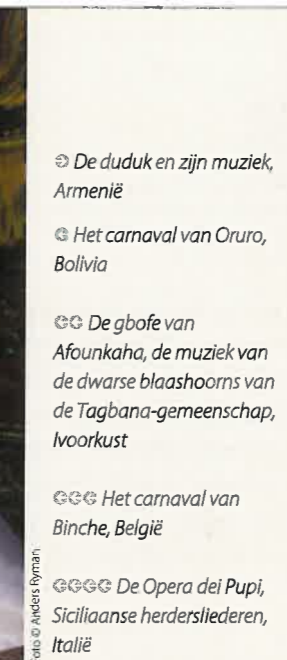 De duduk en zijn muziek,
Armenië
Het carnaval van Oruro,
Bolivia
De gbofe van
Afounkaha, de muziek van
de dwarse blaashoorns van
de Tagbana-gemeenschap,
Ivoorkust
Het carnaval van
Binche, België
De Opera dei Pupi,
Siciliaanse herdersliederen,
Italië
Foto © Anders Ryman